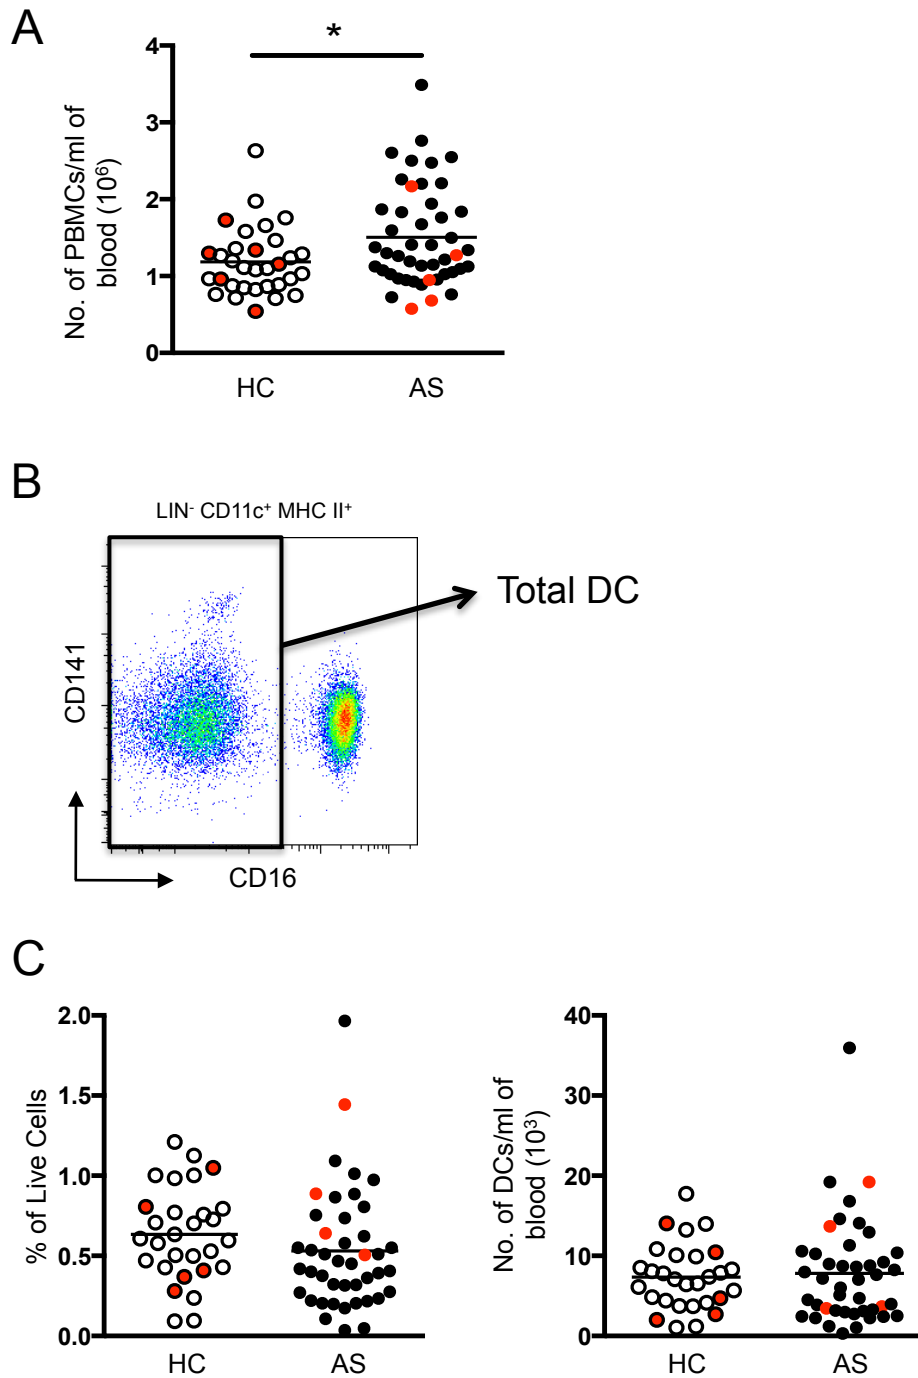 A
*
No. of PBMCs/ml of
blood (10⁶)
4
3
2
1
0
HC
AS
B
LIN⁻ CD11c⁺ MHC II⁺
Total DC
CD141
CD16
C
% of Live Cells
2.0
1.5
1.0
0.5
0.0
HC
AS
No. of DCs/ml of
blood (10³)
40
30
20
10
0
HC
AS